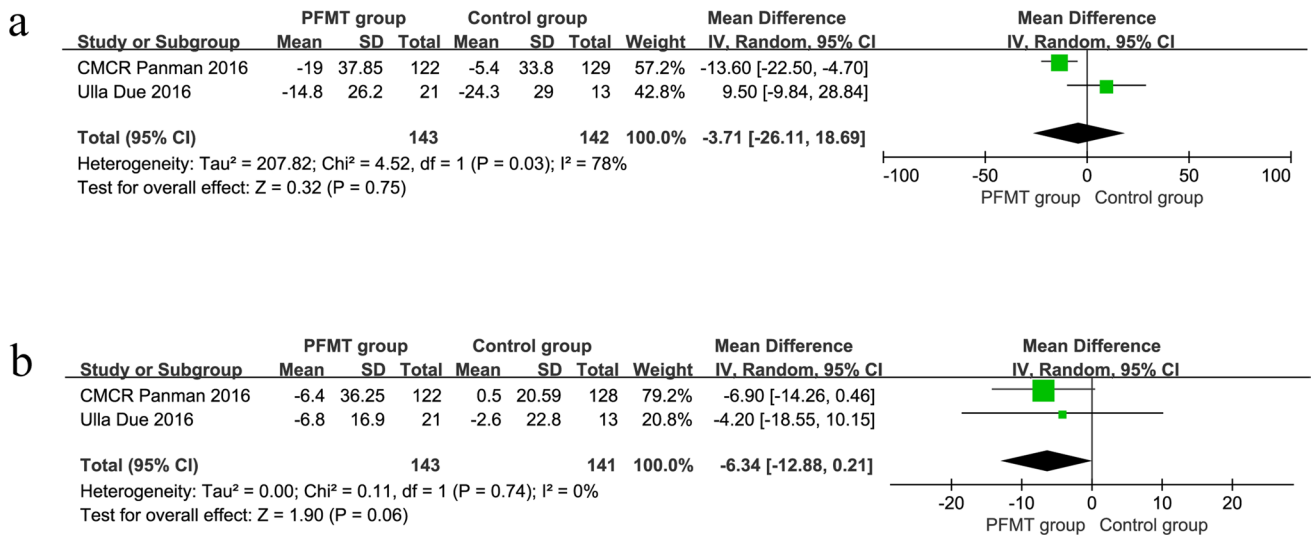 a
PFMT group Control group Mean Difference Mean Difference
Study or Subgroup Mean SD Total Mean SD Total Weight IV, Random, 95% CI IV, Random, 95% CI
CMCR Panman 2016 -19 37.85 122 -5.4 33.8 129 57.2% -13.60 [-22.50, -4.70]
Ulla Due 2016 -14.8 26.2 21 -24.3 29 13 42.8% 9.50 [-9.84, 28.84]
Total (95% CI) 143 142 100.0% -3.71 [-26.11, 18.69]
Heterogeneity: Tau² = 207.82; Chi² = 4.52, df = 1 (P = 0.03); I² = 78%
Test for overall effect: Z = 0.32 (P = 0.75)
-100 -50 0 50 100
PFMT group Control group
b
PFMT group Control group Mean Difference Mean Difference
Study or Subgroup Mean SD Total Mean SD Total Weight IV, Random, 95% CI IV, Random, 95% CI
CMCR Panman 2016 -6.4 36.25 122 0.5 20.59 128 79.2% -6.90 [-14.26, 0.46]
Ulla Due 2016 -6.8 16.9 21 -2.6 22.8 13 20.8% -4.20 [-18.55, 10.15]
Total (95% CI) 143 141 100.0% -6.34 [-12.88, 0.21]
Heterogeneity: Tau² = 0.00; Chi² = 0.11, df = 1 (P = 0.74); I² = 0%
Test for overall effect: Z = 1.90 (P = 0.06)
-20 -10 0 10 20
PFMT group Control group